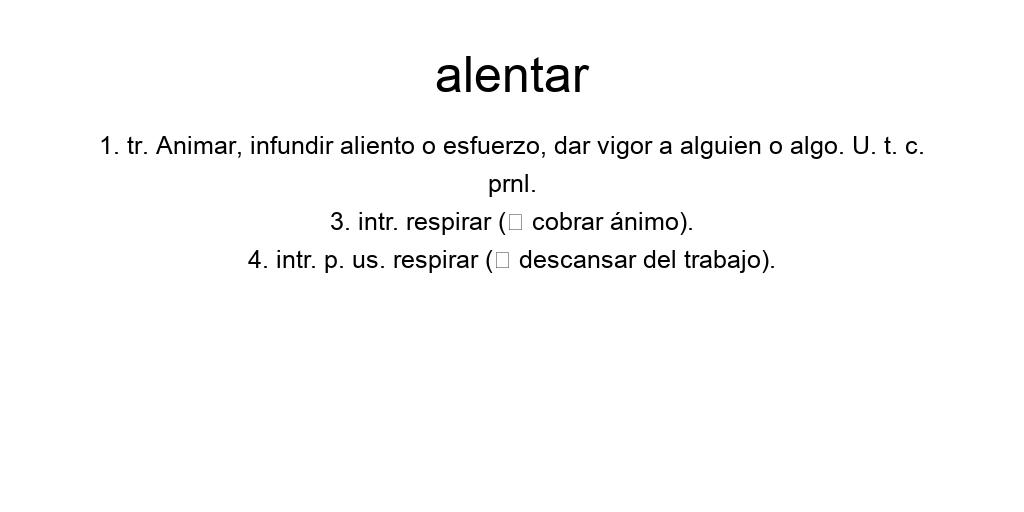 alentar
1. tr. Animar, infundir aliento o esfuerzo, dar vigor a alguien o algo. U. t. c.
prnl.
3. intr. respirar (□ cobrar ánimo).
4. intr. p. us. respirar (□ descansar del trabajo).